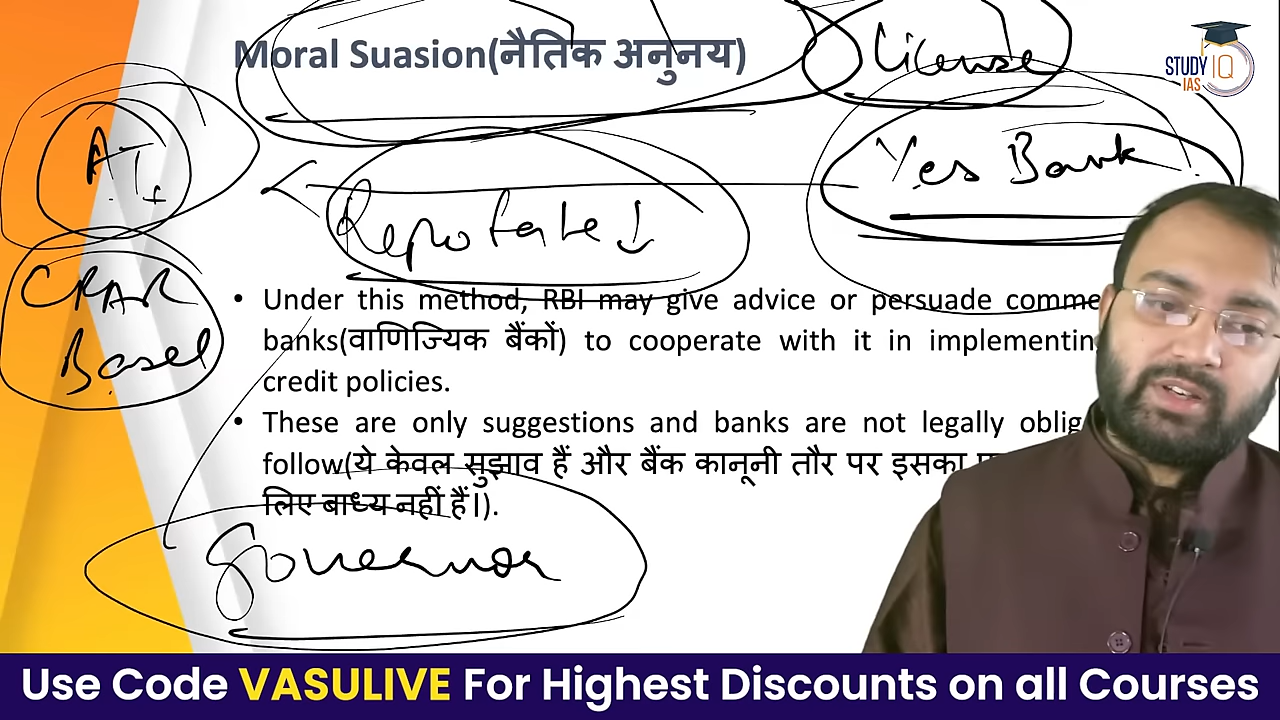 Moral Suasion(नैतिक अनुनय)
License
STUDY IQ
IAS
AT1
Yes Bank
Repo rate↓
CRAR
Basel
• Under this method, RBI may give advice or persuade comme
banks(वाणिज्यिक बैंकों) to cooperate with it in implementin
credit policies.
• These are only suggestions and banks are not legally oblig
follow(ये केवल सुझाव हैं और बैंक कानूनी तौर पर इसका
लिए बाध्य नहीं हैं।).
Governor
Use Code VASULIVE For Highest Discounts on all Courses